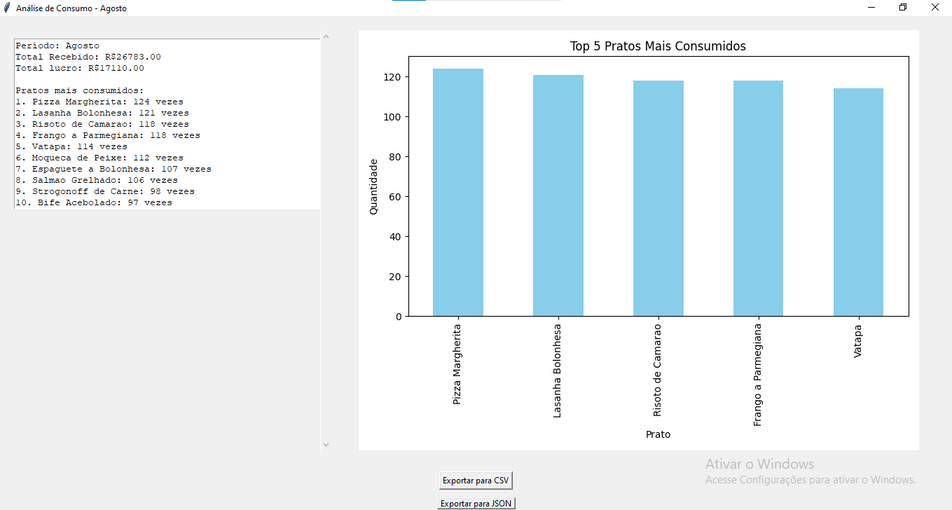 Análise de Consumo - Agosto
Periodo: Agosto
Total Recebido: R$26783.00
Total lucro: R$17110.00
Pratos mais consumidos:
1. Pizza Margherita: 124 vezes
2. Lasanha Bolonhesa: 121 vezes
3. Risoto de Camarao: 118 vezes
4. Frango a Parmegiana: 118 vezes
5. Vatapa: 114 vezes
6. Moqueca de Peixe: 112 vezes
7. Espaguete a Bolonhesa: 107 vezes
8. Salmao Grelhado: 106 vezes
9. Strogonoff de Carne: 98 vezes
10. Bife Acebolado: 97 vezes
Top 5 Pratos Mais Consumidos
Quantidade
120
100
80
60
40
20
0
Pizza Margherita
Lasanha Bolonhesa
Risoto de Camarao
Frango a Parmegiana
Vatapa
Prato
Ativar o Windows
Acesse Configurações para ativar o Windows.
Exportar para CSV
Exportar para JSON